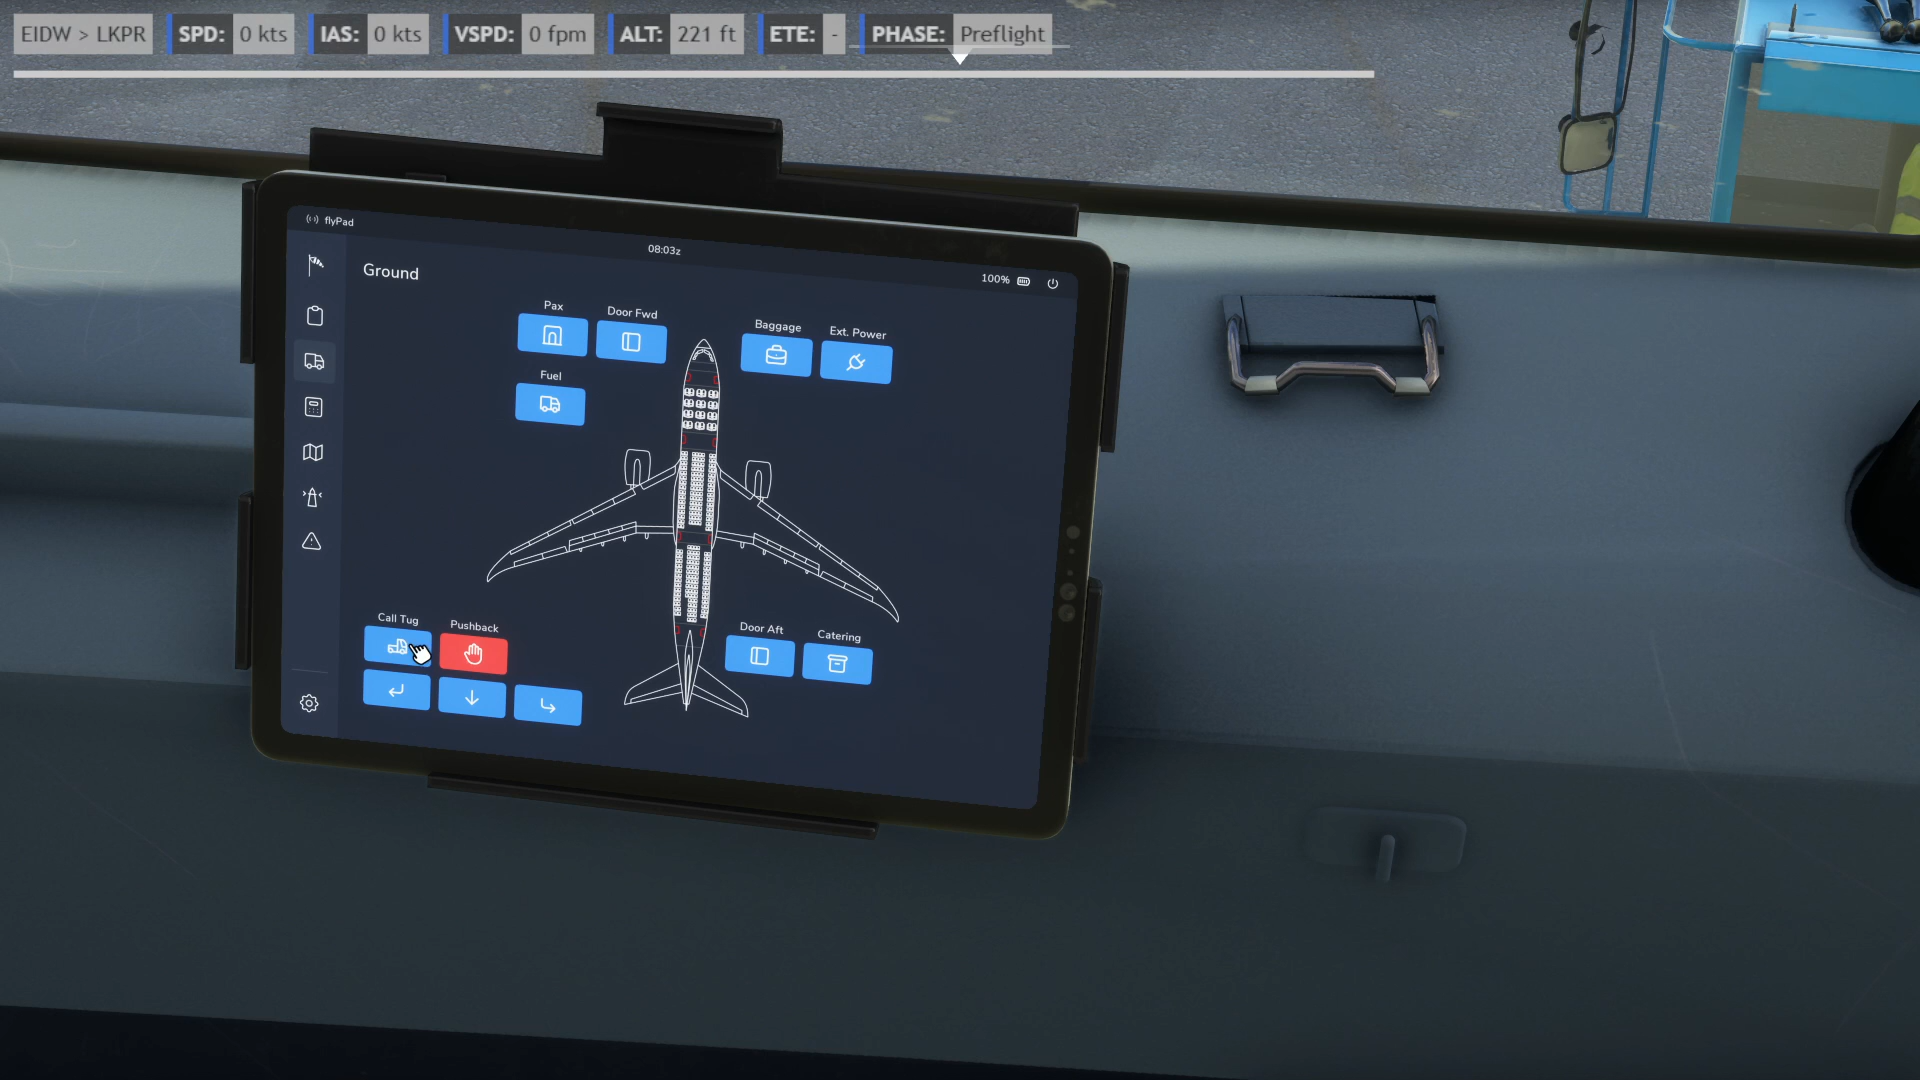 EIDW > LKPR SPD: 0 kts IAS: 0 kts VSPD: 0 fpm ALT: 221 ft ETE: - PHASE: Preflight
flyPad
08:03z
100%
Ground
Pax
Door Fwd
Baggage
Ext. Power
Fuel
Call Tug
Pushback
Door Aft
Catering